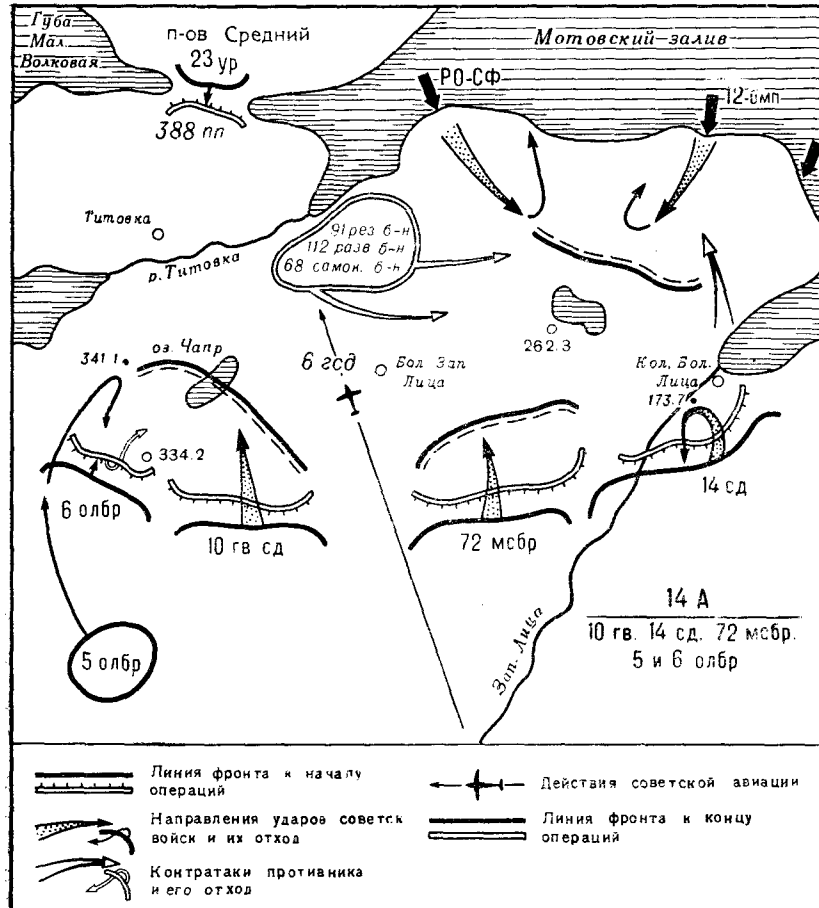 Губа
Мал.
Волковая
п-ов Средний
23 ур
388 пп
Мотовский залив
РО-СФ
12-бмп
Титовка
р. Титовка
91 рез б-н
112 разв б-н
68 самок. б-н
341.1
оз. Чапр
6 гсд
Бол Зап
Лица
262.3
Кол, Бол.
Лица
173.7
334.2
6 олбр
10 гв сд
72 мсбр
14 сд
5 олбр
Зап. Лица
14 А
10 гв. 14 сд. 72 мсбр.
5 и 6 олбр
Линия фронта к началу
операций
Направления ударов советск
войск и их отход
Контратаки противника
и его отход
Действия советской авиации
Линия фронта к концу
операций